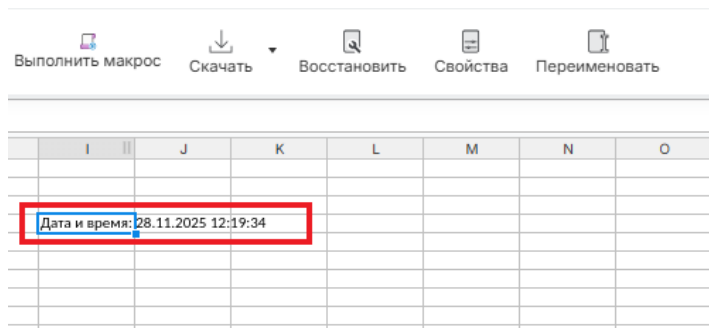 Выполнить макрос Скачать Восстановить Свойства Переименовать
I J K L M N O
Дата и время: 28.11.2025 12:19:34